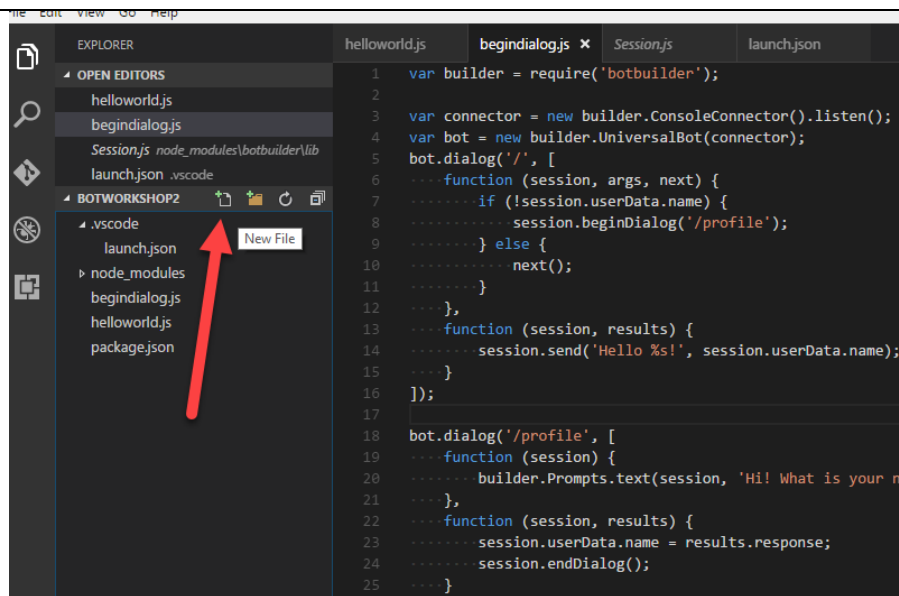 File Edit View Go Help
EXPLORER
OPEN EDITORS
helloworld.js
begindialog.js
Session.js node_modules\botbuilder\lib
launch.json .vscode
BOTWORKSHOP2
New File
.vscode
launch.json
node_modules
begindialog.js
helloworld.js
package.json
helloworld.js begindialog.js × Session.js launch.json
1 var builder = require('botbuilder');
2
3 var connector = new builder.ConsoleConnector().listen();
4 var bot = new builder.UniversalBot(connector);
5 bot.dialog('/', [
6 ····function (session, args, next) {
7 ········if (!session.userData.name) {
8 ············session.beginDialog('/profile');
9 ········} else {
10 ············next();
11 ········}
12 ····},
13 ····function (session, results) {
14 ········session.send('Hello %s!', session.userData.name);
15 ····}
16 ]);
17
18 bot.dialog('/profile', [
19 ····function (session) {
20 ········builder.Prompts.text(session, 'Hi! What is your
21 ····},
22 ····function (session, results) {
23 ········session.userData.name = results.response;
24 ········session.endDialog();
25 ····}